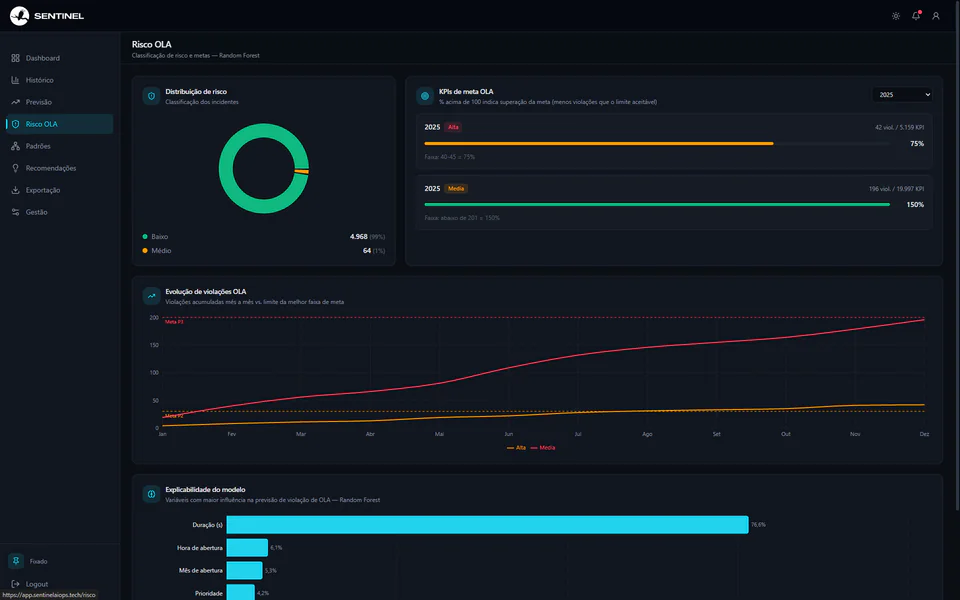 SENTINEL
Dashboard
Histórico
Previsão
Risco OLA
Padrões
Recomendações
Exportação
Gestão
Fixado
Logout
https://app.sentinelaiops.tech/risco
Risco OLA
Classificação de risco e metas — Random Forest
Distribuição de risco
Classificação dos incidentes
Baixo 4.968 (99%)
Médio 64 (1%)
KPIs de meta OLA
% acima de 100 indica superação da meta (menos violações que o limite aceitável)
2025
2025 Alta 42 viol. / 5.159 KPI
75%
Faixa: 40-45 = 75%
2025 Media 196 viol. / 19.997 KPI
150%
Faixa: abaixo de 201 = 150%
Evolução de violações OLA
Violações acumuladas mês a mês vs. limite da melhor faixa de meta
200
Meta P3
150
100
50
Meta P2
0
Jan Fev Mar Abr Mai Jun Jul Ago Set Out Nov Dez
Alta Media
Explicabilidade do modelo
Variáveis com maior influência na previsão de violação de OLA — Random Forest
Duração (s) 76,6%
Hora de abertura 6,1%
Mês de abertura 5,3%
Prioridade 4,2%